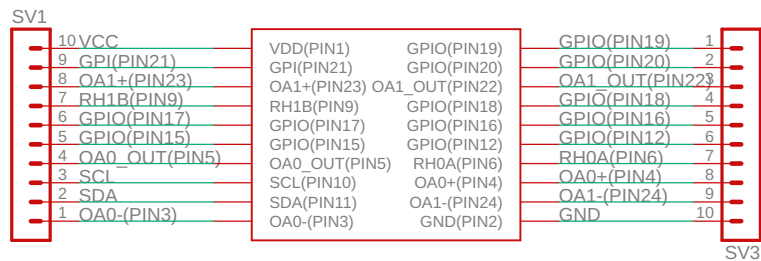 SV1
10 VCC VDD(PIN1) GPIO(PIN19) GPIO(PIN19) 1
9 GPI(PIN21) GPI(PIN21) GPIO(PIN20) GPIO(PIN20) 2
8 OA1+(PIN23) OA1+(PIN23) OA1_OUT(PIN22) OA1_OUT(PIN22) 3
7 RH1B(PIN9) RH1B(PIN9) GPIO(PIN18) GPIO(PIN18) 4
6 GPIO(PIN17) GPIO(PIN17) GPIO(PIN16) GPIO(PIN16) 5
5 GPIO(PIN15) GPIO(PIN15) GPIO(PIN12) GPIO(PIN12) 6
4 OA0_OUT(PIN5) OA0_OUT(PIN5) RH0A(PIN6) RH0A(PIN6) 7
3 SCL SCL(PIN10) OA0+(PIN4) OA0+(PIN4) 8
2 SDA SDA(PIN11) OA1-(PIN24) OA1-(PIN24) 9
1 OA0-(PIN3) OA0-(PIN3) GND(PIN2) GND 10
SV3